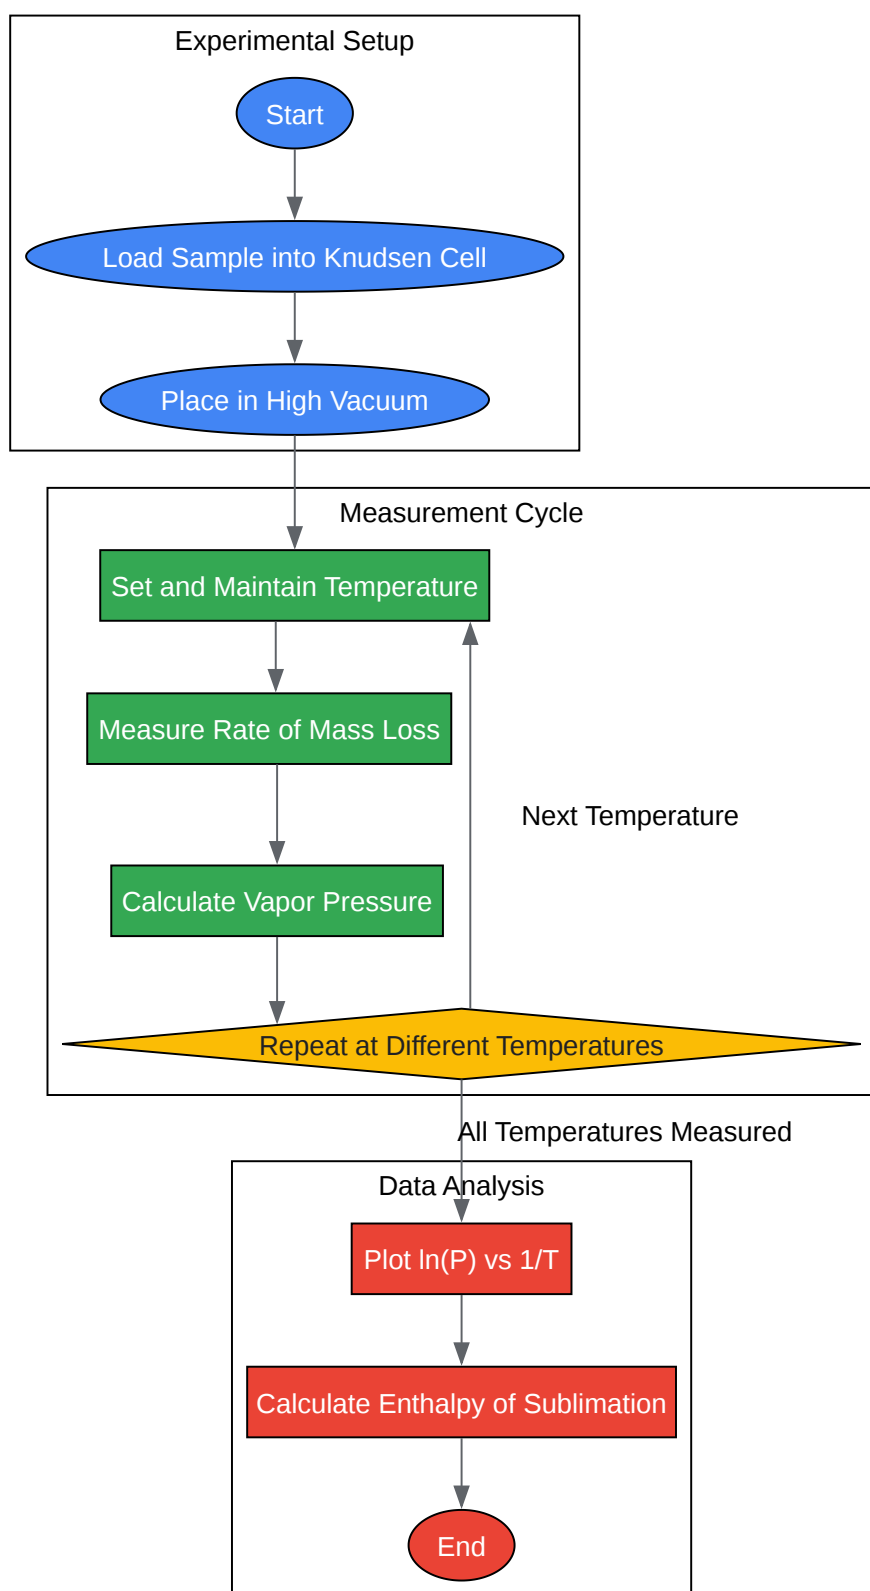 Experimental Setup
Start
Load Sample into Knudsen Cell
Place in High Vacuum
Measurement Cycle
Set and Maintain Temperature
Measure Rate of Mass Loss
Next Temperature
Calculate Vapor Pressure
Repeat at Different Temperatures
All Temperatures Measured
Data Analysis
Plot ln(P) vs 1/T
Calculate Enthalpy of Sublimation
End